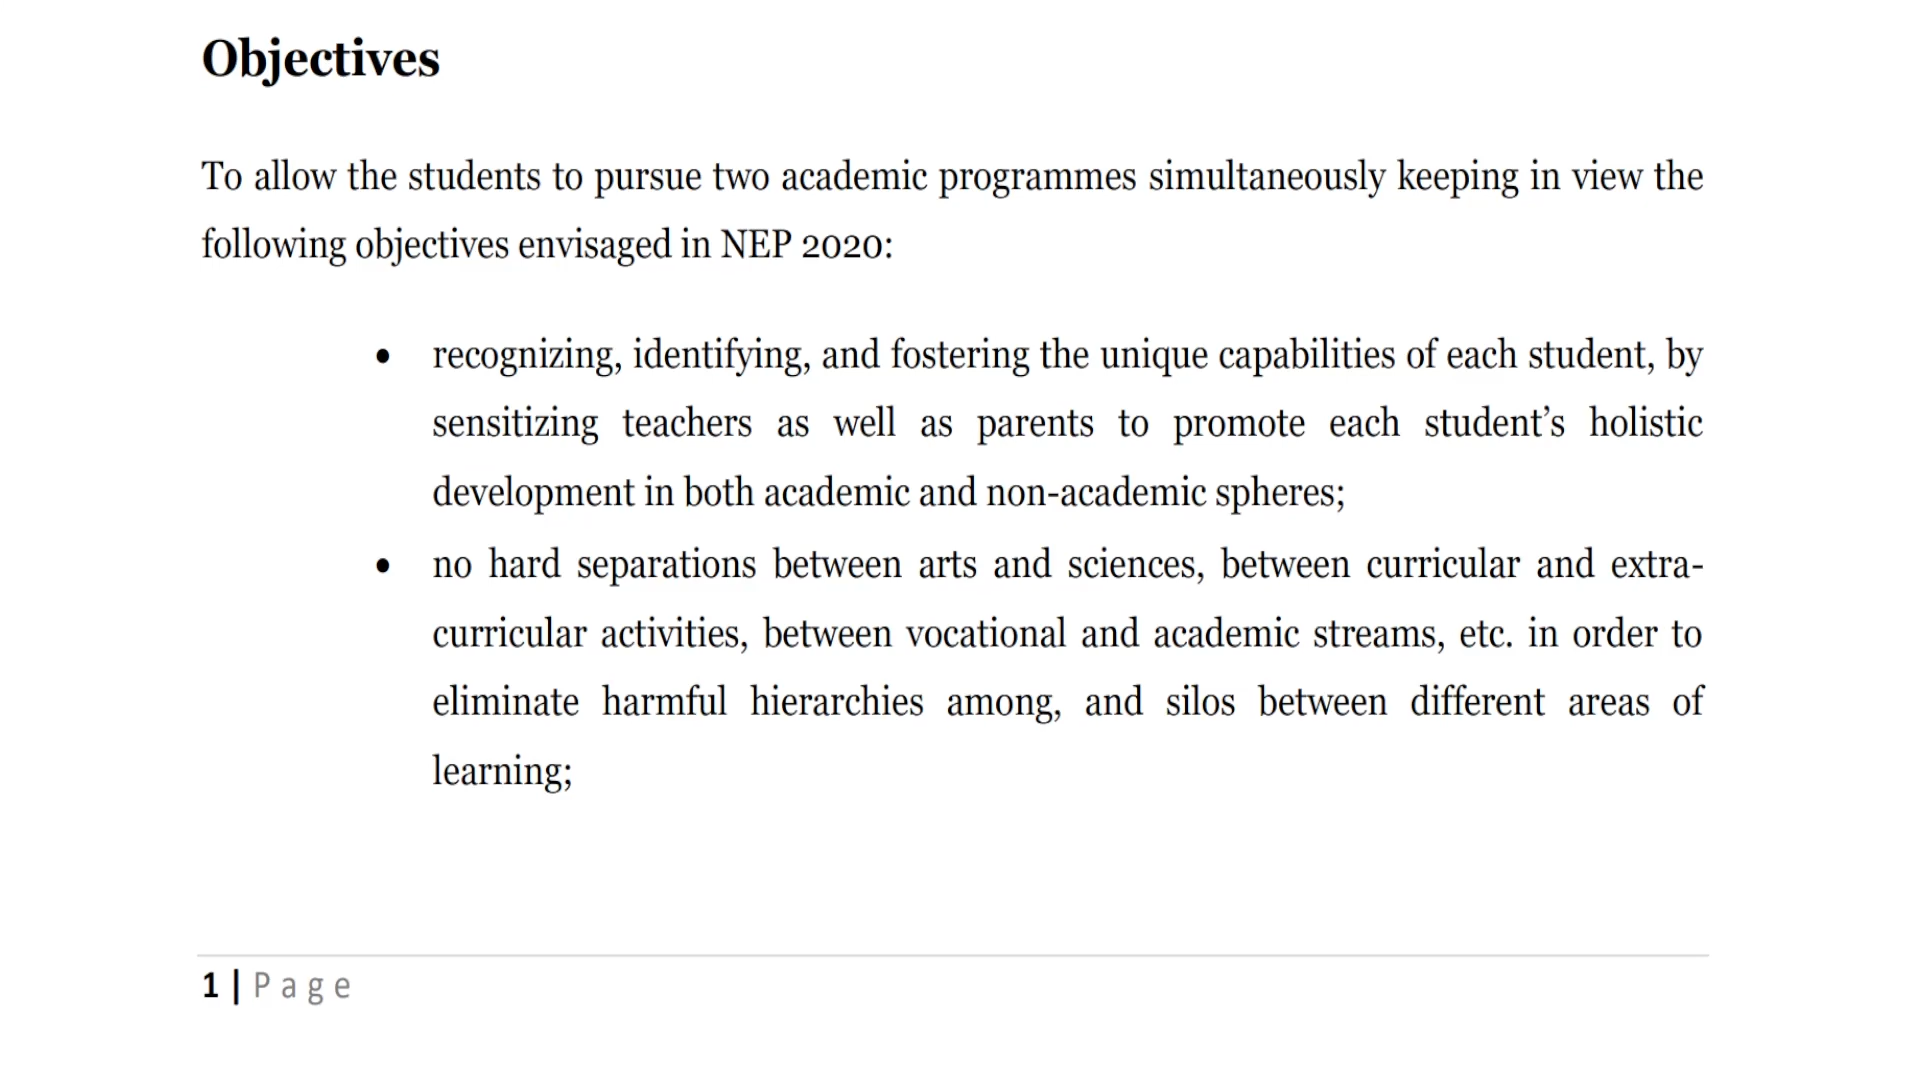 Objectives
To allow the students to pursue two academic programmes simultaneously keeping in view the
following objectives envisaged in NEP 2020:
• recognizing, identifying, and fostering the unique capabilities of each student, by
sensitizing teachers as well as parents to promote each student’s holistic
development in both academic and non-academic spheres;
• no hard separations between arts and sciences, between curricular and extra-
curricular activities, between vocational and academic streams, etc. in order to
eliminate harmful hierarchies among, and silos between different areas of
learning;
1 | Page